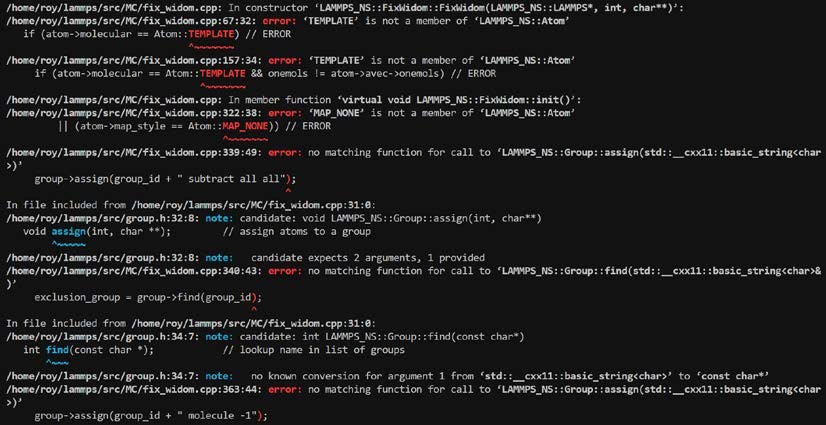 /home/roy/lammps/src/MC/fix_widom.cpp: In constructor ‘LAMMPS_NS::FixWidom::FixWidom(LAMMPS_NS::LAMMPS*, int, char**)’:
/home/roy/lammps/src/MC/fix_widom.cpp:67:32: error: ‘TEMPLATE’ is not a member of ‘LAMMPS_NS::Atom’
if (atom->molecular == Atom::TEMPLATE) // ERROR
^~~~~~~~
/home/roy/lammps/src/MC/fix_widom.cpp:157:34: error: ‘TEMPLATE’ is not a member of ‘LAMMPS_NS::Atom’
if (atom->molecular == Atom::TEMPLATE && onemols != atom->avec->onemols) // ERROR
^~~~~~~~
/home/roy/lammps/src/MC/fix_widom.cpp: In member function ‘virtual void LAMMPS_NS::FixWidom::init()’:
/home/roy/lammps/src/MC/fix_widom.cpp:322:38: error: ‘MAP_NONE’ is not a member of ‘LAMMPS_NS::Atom’
|| (atom->map_style == Atom::MAP_NONE)) // ERROR
^~~~~~~~
/home/roy/lammps/src/MC/fix_widom.cpp:339:49: error: no matching function for call to ‘LAMMPS_NS::Group::assign(std::__cxx11::basic_string<char
>)’
group->assign(group_id + " subtract all all");
^
In file included from /home/roy/lammps/src/MC/fix_widom.cpp:31:0:
/home/roy/lammps/src/group.h:32:8: note: candidate: void LAMMPS_NS::Group::assign(int, char**)
void assign(int, char **); // assign atoms to a group
^~~~~~
/home/roy/lammps/src/group.h:32:8: note: candidate expects 2 arguments, 1 provided
/home/roy/lammps/src/MC/fix_widom.cpp:340:43: error: no matching function for call to ‘LAMMPS_NS::Group::find(std::__cxx11::basic_string<char>&
)’
exclusion_group = group->find(group_id);
^
In file included from /home/roy/lammps/src/MC/fix_widom.cpp:31:0:
/home/roy/lammps/src/group.h:34:7: note: candidate: int LAMMPS_NS::Group::find(const char*)
int find(const char *); // lookup name in list of groups
^~~~
/home/roy/lammps/src/group.h:34:7: note: no known conversion for argument 1 from ‘std::__cxx11::basic_string<char>’ to ‘const char*’
/home/roy/lammps/src/MC/fix_widom.cpp:363:44: error: no matching function for call to ‘LAMMPS_NS::Group::assign(std::__cxx11::basic_string<char
>)’
group->assign(group_id + " molecule -1");